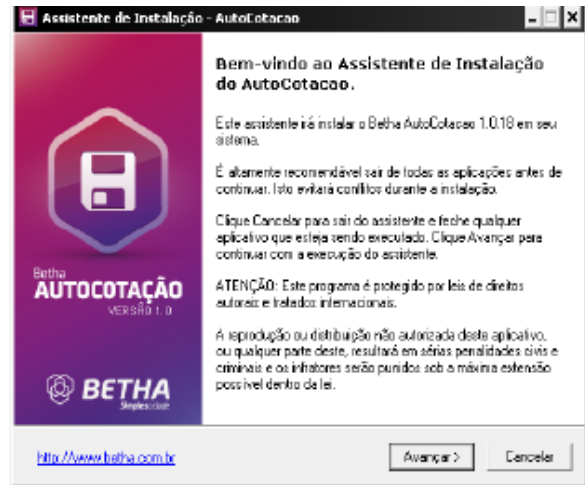 Assistente de Instalação - AutoCotacao
Bem-vindo ao Assistente de Instalação
do AutoCotacao.
Este assistente irá instalar o Betha AutoCotacao 1.0.18 em seu
sistema.
É altamente recomendável sair de todas as aplicações antes de
continuar. Isto evitará conflitos durante a instalação.
Clique Cancelar para sair do assistente e feche qualquer
aplicativo que esteja sendo executado. Clique Avançar para
continuar com a execução do assistente.
ATENÇÃO: Este programa é protegido por leis de direitos
autorais e tratados internacionais.
A reprodução ou distribuição não autorizada deste aplicativo,
ou qualquer parte deste, resultará em sérias penalidades civis e
criminais e os infratores serão punidos sob a máxima extensão
possível dentro da lei.
Betha
AUTOCOTAÇÃO
VERSÃO 1.0
BETHA
Simplescidade
http://www.betha.com.br
Avançar >
Cancelar